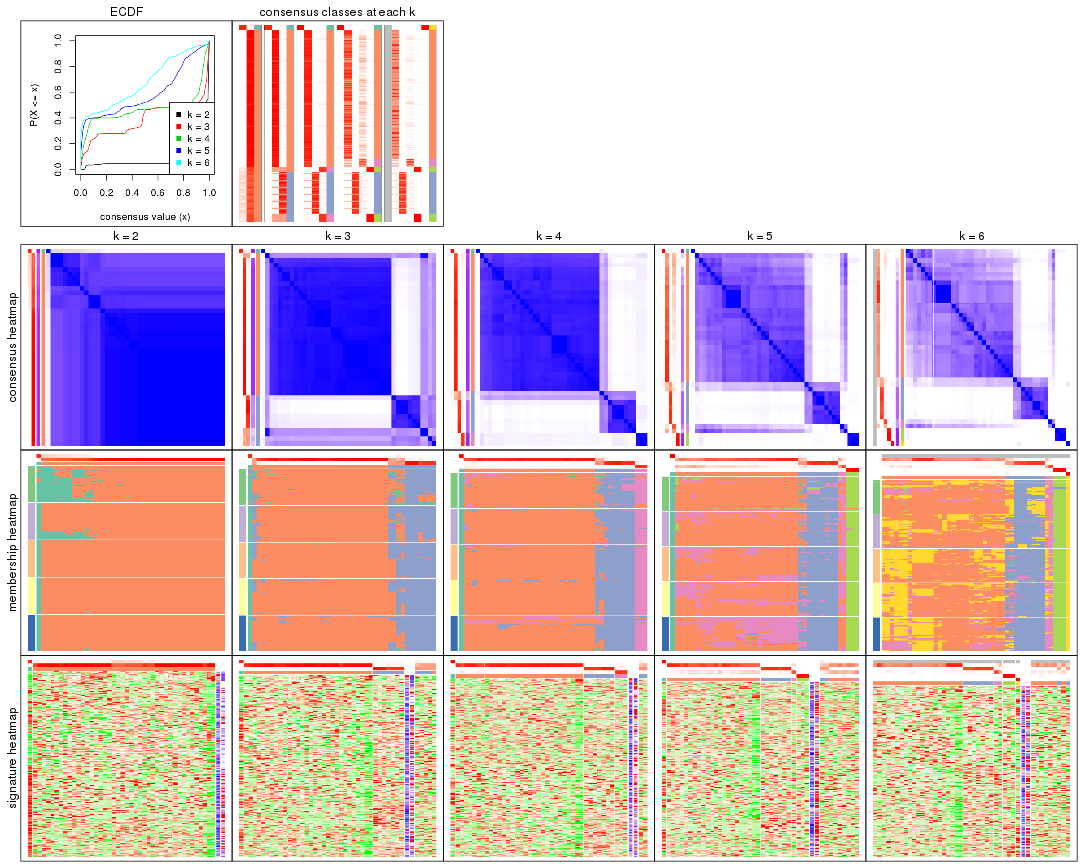 ECDF
consensus classes at each k
P(X <= x)
0.0 0.2 0.4 0.6 0.8 1.0
k = 2
k = 3
k = 4
k = 5
k = 6
0.0 0.2 0.4 0.6 0.8 1.0
consensus value (x)
k = 2
k = 3
k = 4
k = 5
k = 6
consensus heatmap
membership heatmap
signature heatmap